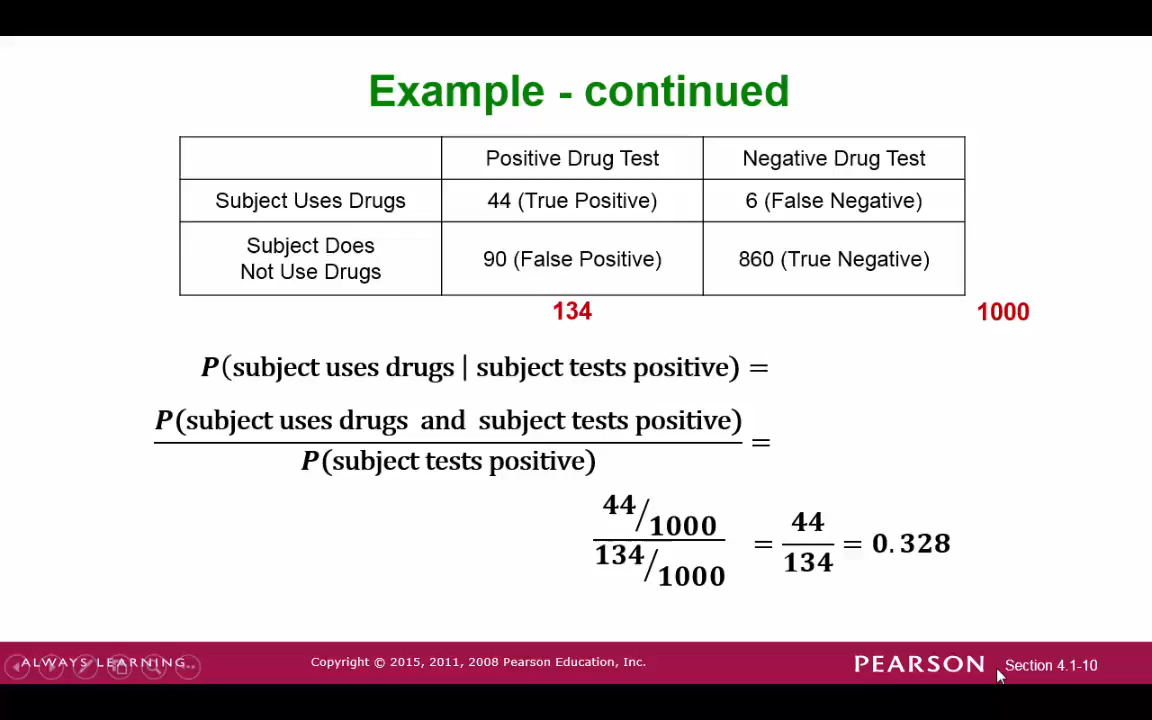 Example - continued
Positive Drug Test Negative Drug Test
Subject Uses Drugs 44 (True Positive) 6 (False Negative)
Subject Does
Not Use Drugs 90 (False Positive) 860 (True Negative)
134 1000
P(subject uses drugs | subject tests positive) =
P(subject uses drugs and subject tests positive)
=
P(subject tests positive)
44/1000
134/1000
= 44/134 = 0.328
ALWAYS LEARNING Copyright © 2015, 2011, 2008 Pearson Education, Inc. PEARSON Section 4.1-10